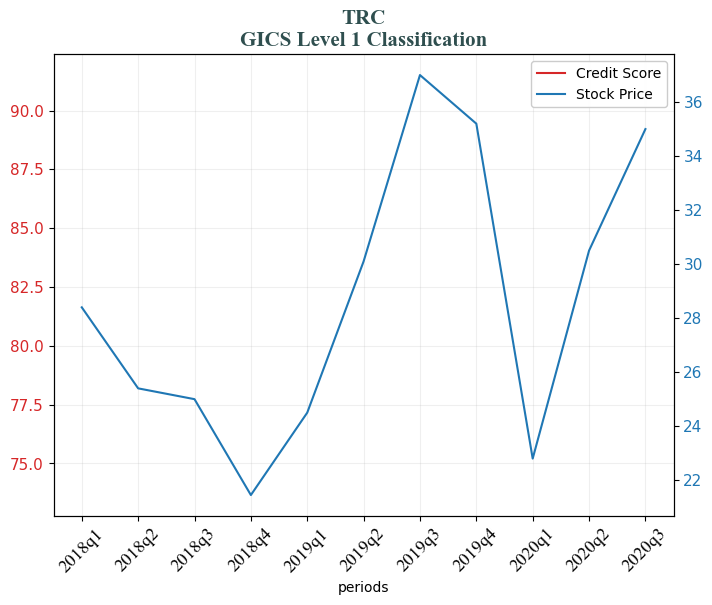 TRC
GICS Level 1 Classification
Credit Score
Stock Price
90.0
87.5
85.0
82.5
80.0
77.5
75.0
36
34
32
30
28
26
24
22
2018q1
2018q2
2018q3
2018q4
2019q1
2019q2
2019q3
2019q4
2020q1
2020q2
2020q3
periods